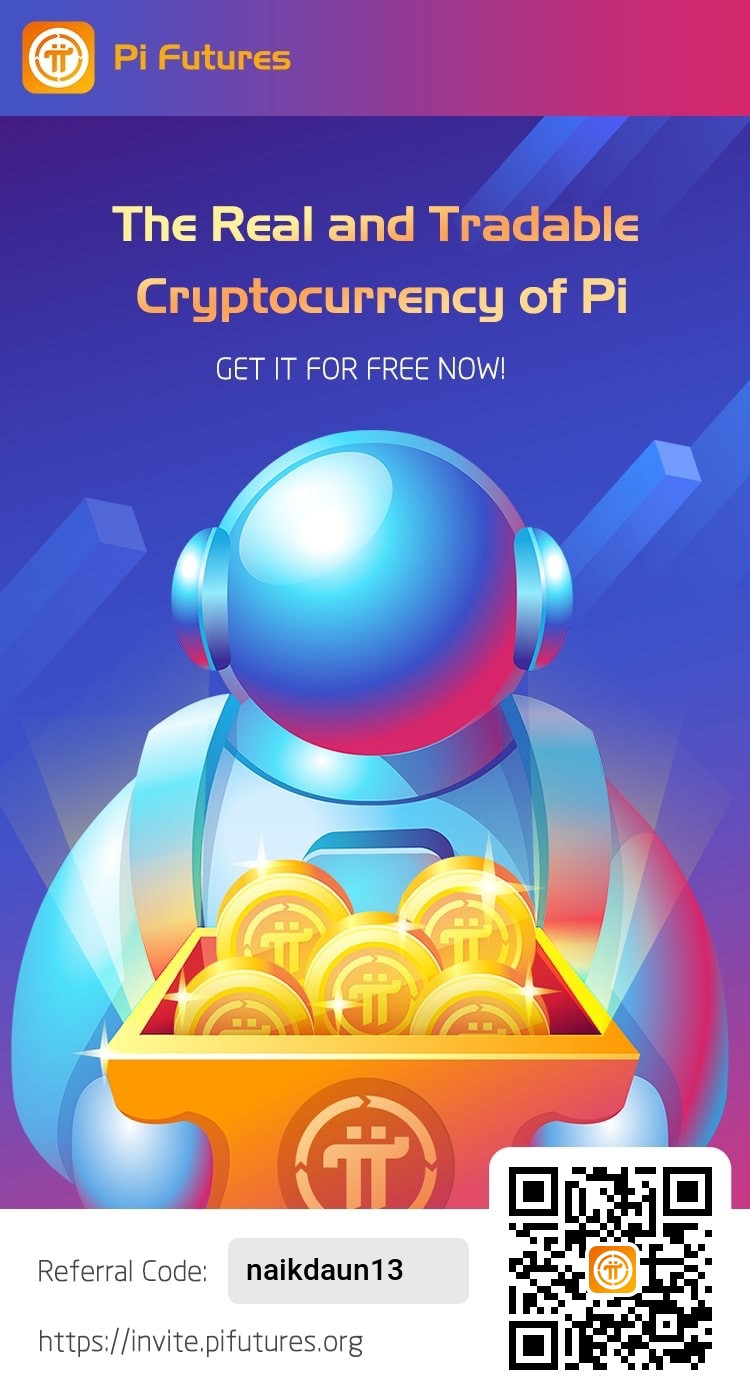 Pi Futures
The Real and Tradable
Cryptocurrency of Pi
GET IT FOR FREE NOW!
Referral Code: naikdaun13
https://invite.pifutures.org